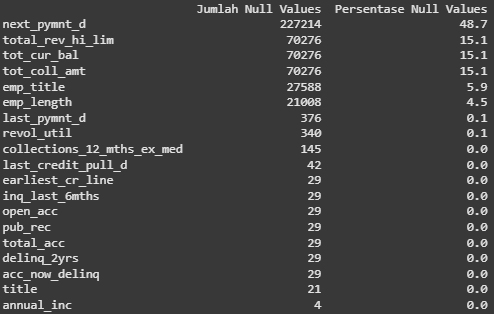 Jumlah Null Values Persentase Null Values
next_pymnt_d 227214 48.7
total_rev_hi_lim 70276 15.1
tot_cur_bal 70276 15.1
tot_coll_amt 70276 15.1
emp_title 27588 5.9
emp_length 21008 4.5
last_pymnt_d 376 0.1
revol_util 340 0.1
collections_12_mths_ex_med 145 0.0
last_credit_pull_d 42 0.0
earliest_cr_line 29 0.0
inq_last_6mths 29 0.0
open_acc 29 0.0
pub_rec 29 0.0
total_acc 29 0.0
delinq_2yrs 29 0.0
acc_now_delinq 29 0.0
title 21 0.0
annual_inc 4 0.0